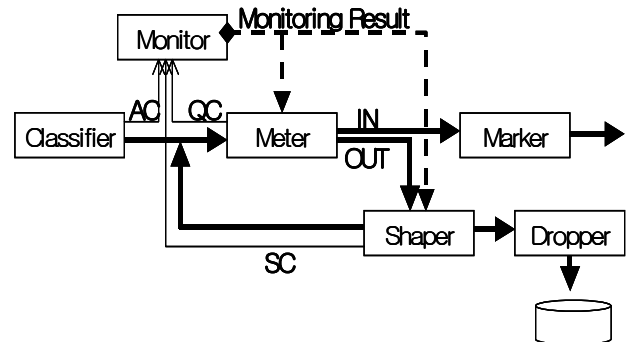 Monitoring Result
Monitor
AC
QC
IN
Classifier
Meter
Marker
OUT
Shaper
Dropper
SC